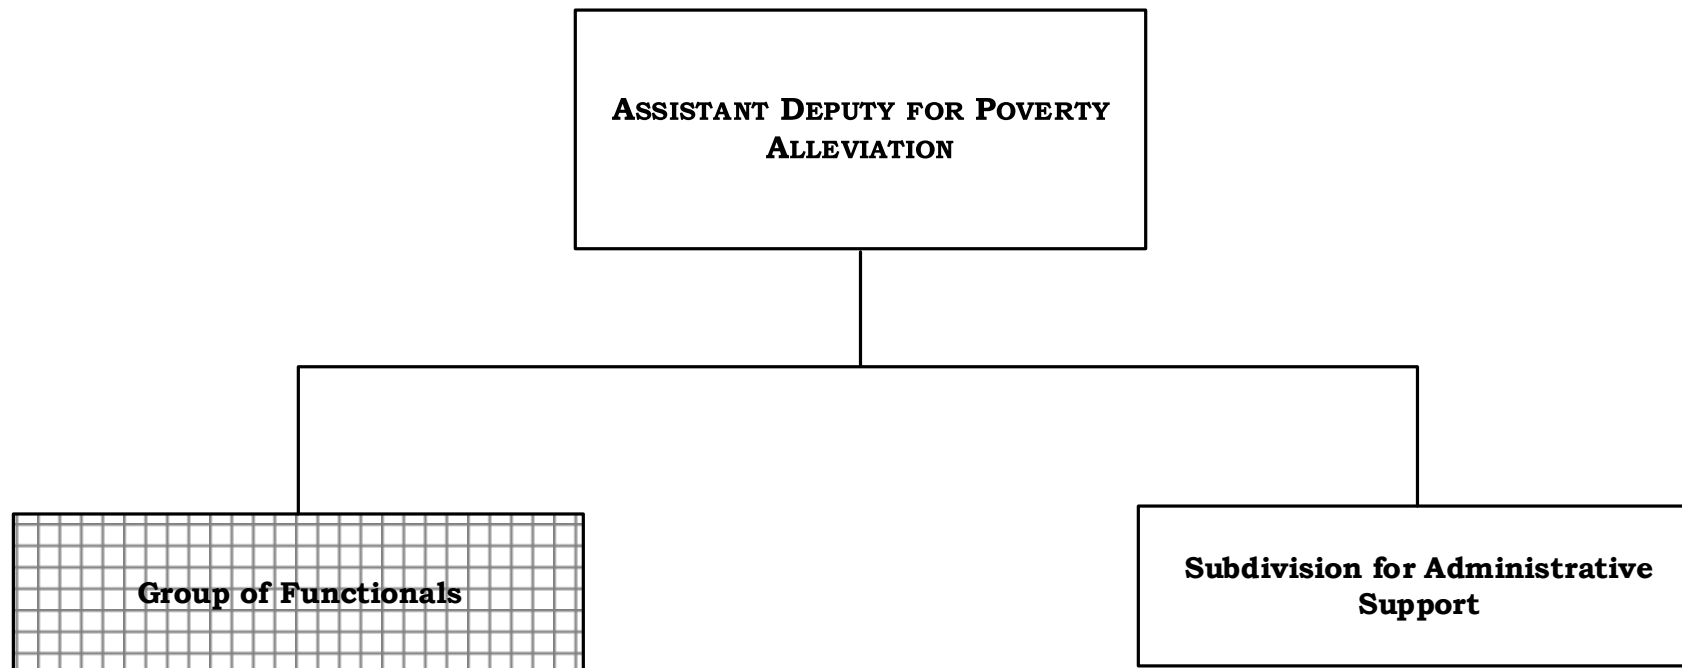 ASSISTANT DEPUTY FOR POVERTY
ALLEVIATION
Group of Functionals
Subdivision for Administrative
Support